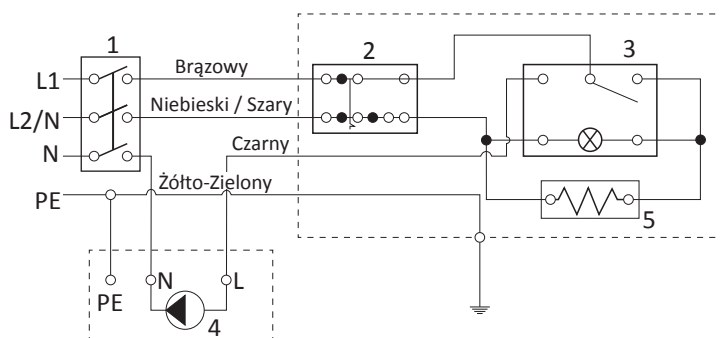 1
2
3
L1
Brązowy
L2/N
Niebieski / Szary
N
Czarny
PE
Żółto-Zielony
5
PE
N
L
4